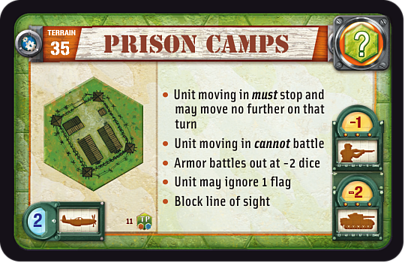 TERRAIN
35
PRISON CAMPS
?
• Unit moving in must stop and
may move no further on that
turn
• Unit moving in cannot battle
• Armor battles out at -2 dice
• Unit may ignore 1 flag
• Block line of sight
-1
-2
2
11